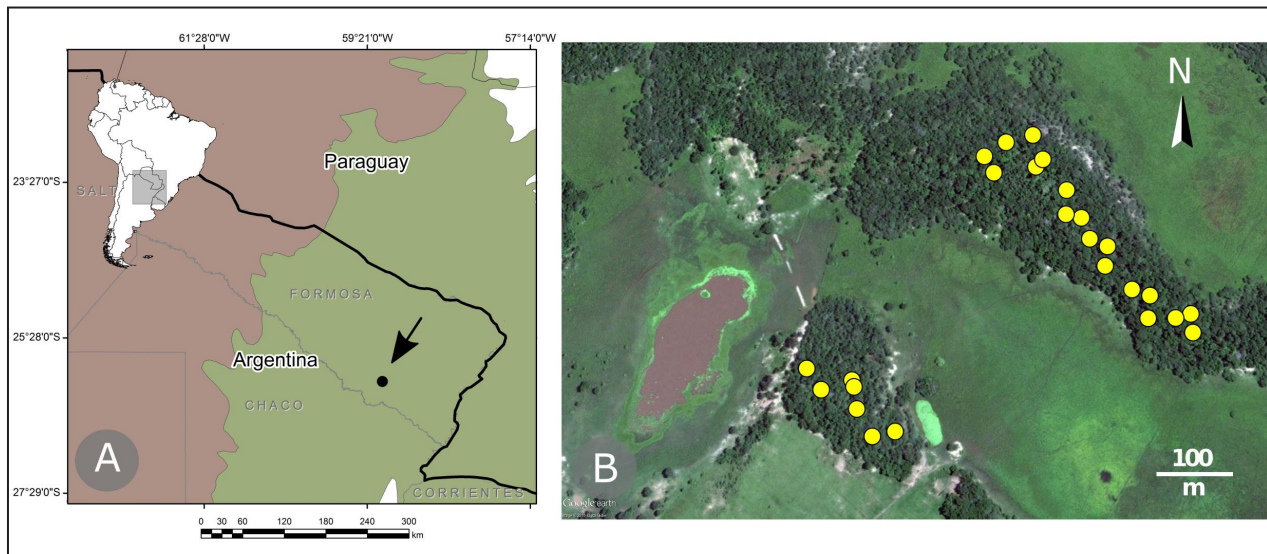 61°28'0"W 59°21'0"W 57°14'0"W
23°27'0"S
25°28'0"S
27°29'0"S
Paraguay
SALT
FORMOSA
Argentina
CHACO
CORRIENTES
A
0 30 60 120 180 240 300
km
N
B
100
m
Google earth